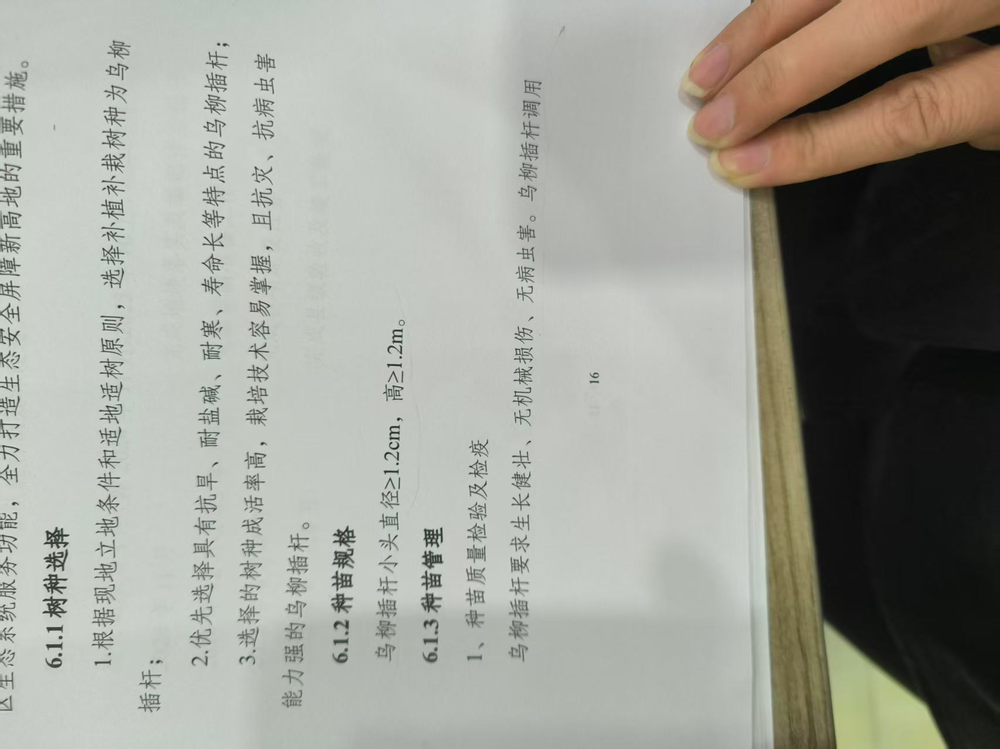 区生态系统服务功能，全力打造生态安全屏障新高地的重要措施。
6.1.1 树种选择
1.根据现地立地条件和适地适树原则，选择补植补栽树种为乌柳
插杆；
2.优先选择具有抗旱、耐盐碱、耐寒、寿命长等特点的乌柳插杆；
3.选择的树种成活率高，栽培技术容易掌握，且抗灾、抗病虫害
能力强的乌柳插杆。
6.1.2 种苗规格
乌柳插杆小头直径≥1.2cm，高≥1.2m。
6.1.3 种苗管理
1、种苗质量检验及检疫
乌柳插杆要求生长健壮、无机械损伤、无病虫害。乌柳插杆调用
16